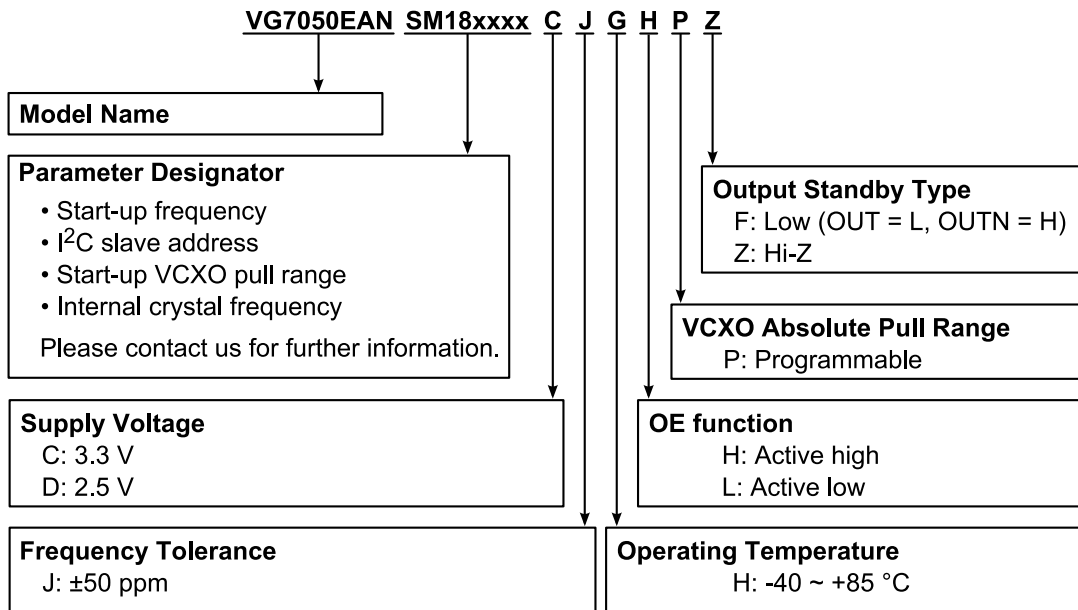 VG7050EAN SM18xxxx C J G H P Z
Model Name
Parameter Designator
• Start-up frequency
• I²C slave address
• Start-up VCXO pull range
• Internal crystal frequency
Please contact us for further information.
Output Standby Type
F: Low (OUT = L, OUTN = H)
Z: Hi-Z
VCXO Absolute Pull Range
P: Programmable
Supply Voltage
C: 3.3 V
D: 2.5 V
OE function
H: Active high
L: Active low
Frequency Tolerance
J: ±50 ppm
Operating Temperature
H: -40 ~ +85 °C